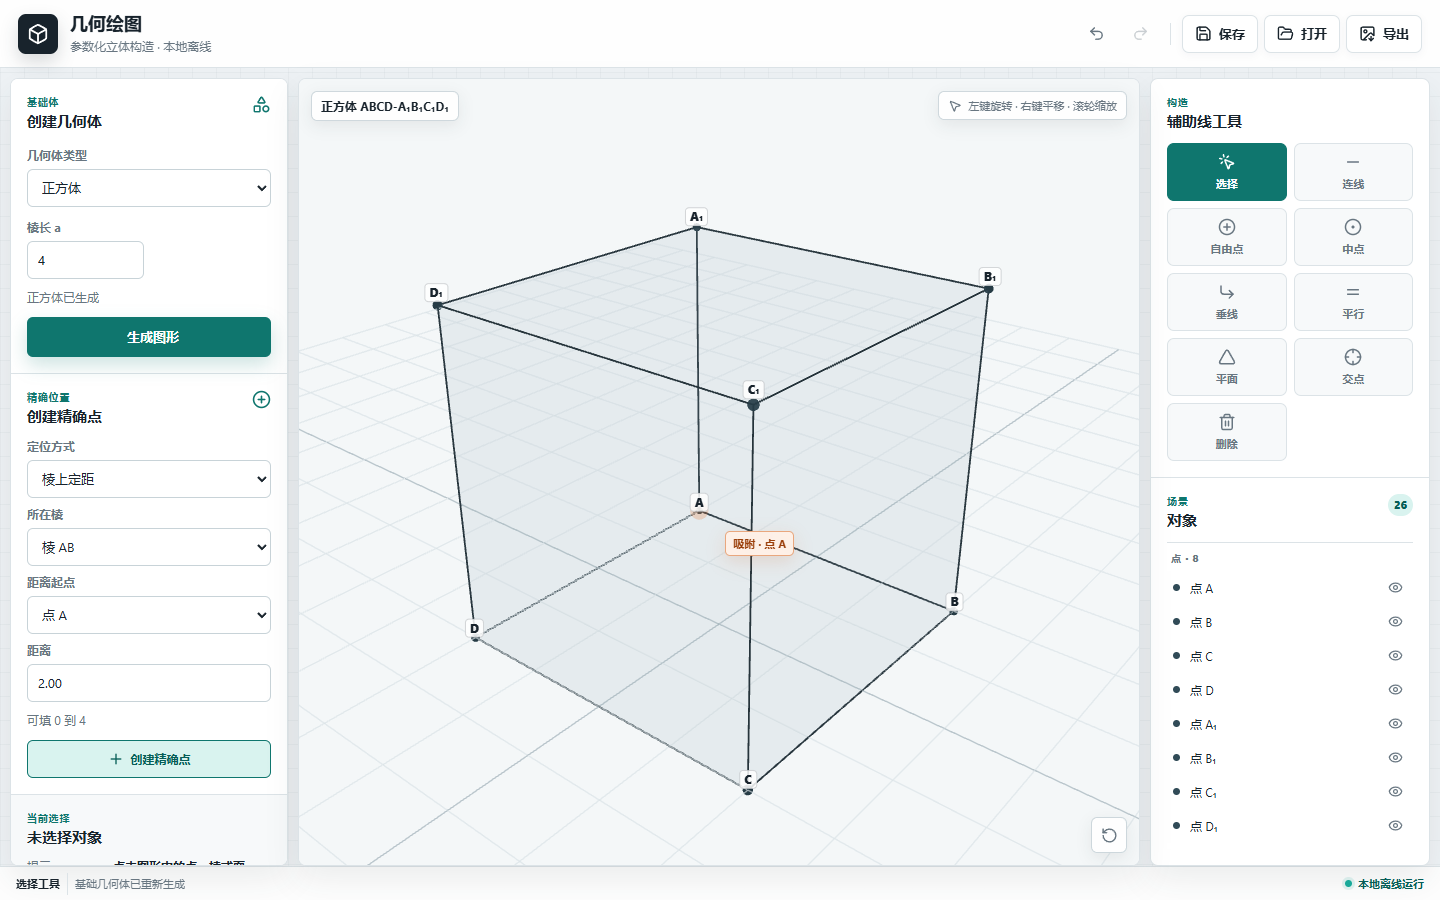 几何绘图
参数化立体构造 · 本地离线
保存
打开
导出
基础体
创建几何体
几何体类型
正方体
棱长 a
4
正方体已生成
生成图形
精确位置
创建精确点
定位方式
棱上定距
所在棱
棱 AB
距离起点
点 A
距离
2.00
可填 0 到 4
创建精确点
当前选择
未选择对象
正方体 ABCD-A₁B₁C₁D₁
左键旋转 · 右键平移 · 滚轮缩放
A₁
B₁
D₁
C₁
A
吸附 · 点 A
B
D
C
构造
辅助线工具
选择
连线
自由点
中点
垂线
平行
平面
交点
删除
场景
对象
26
点 · 8
点 A
点 B
点 C
点 D
点 A₁
点 B₁
点 C₁
点 D₁
选择工具
基础几何体已重新生成
本地离线运行